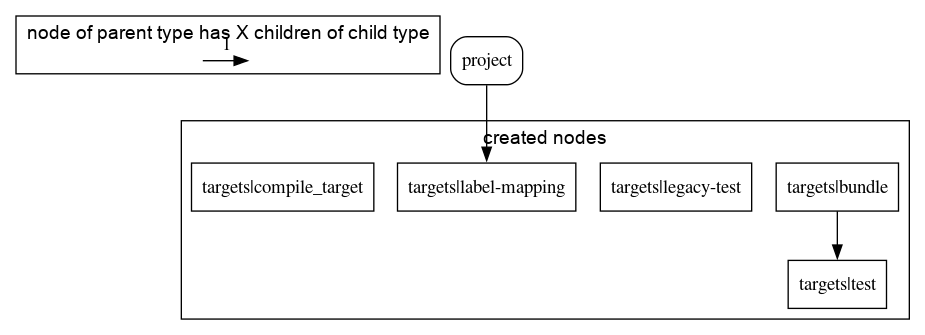 node of parent type has X children of child type
1
project
created nodes
targets|compile_target
targets|label-mapping
targets|legacy-test
targets|bundle
targets|test